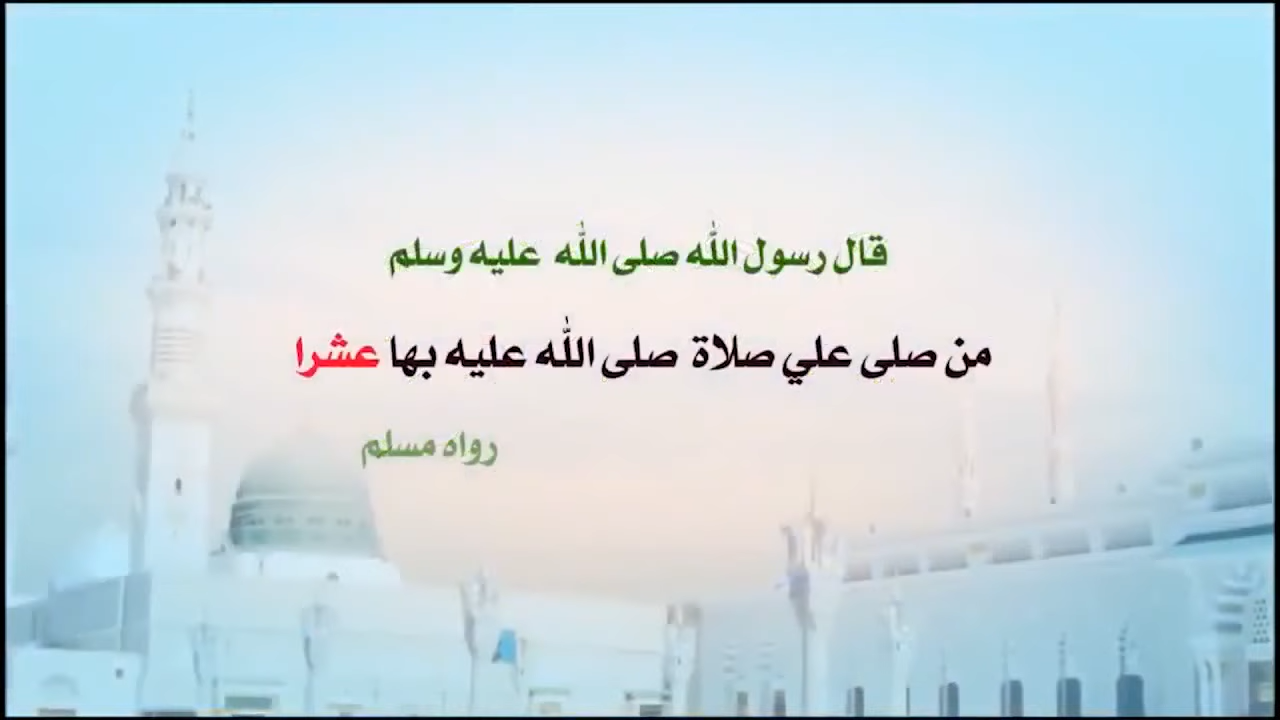 قال رسول الله صلى الله عليه وسلم
من صلى علي صلاة صلى الله عليه بها عشرا
رواه مسلم